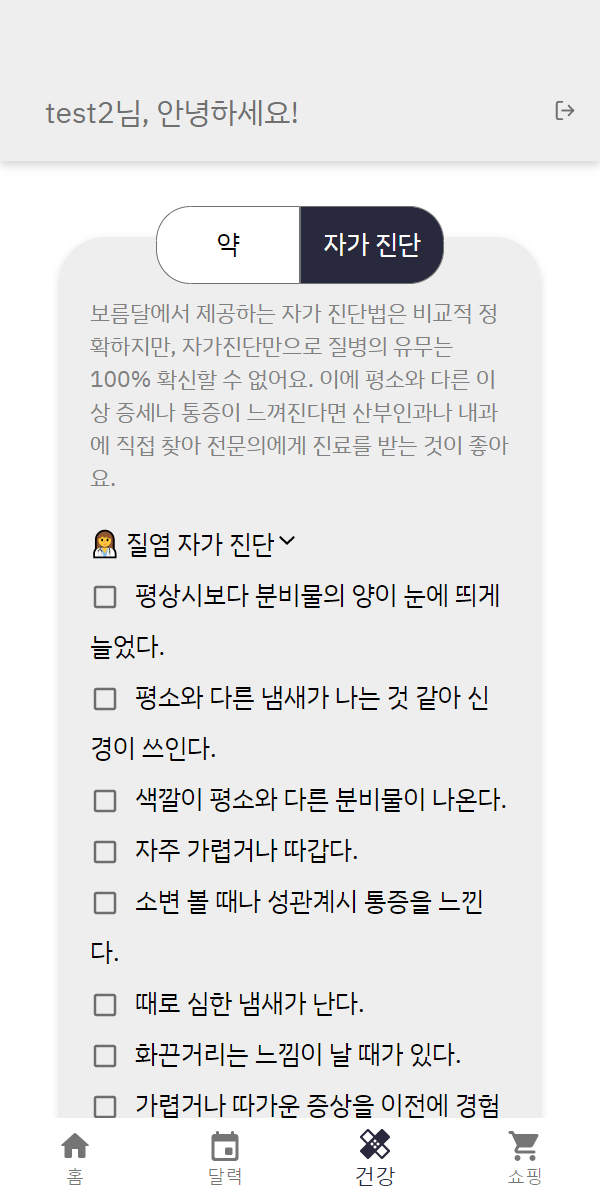 test2님, 안녕하세요!
약
자가 진단
보름달에서 제공하는 자가 진단법은 비교적 정
확하지만, 자가진단만으로 질병의 유무는
100% 확신할 수 없어요. 이에 평소와 다른 이
상 증세나 통증이 느껴진다면 산부인과나 내과
에 직접 찾아 전문의에게 진료를 받는 것이 좋아
요.
질염 자가 진단
평상시보다 분비물의 양이 눈에 띄게
늘었다.
평소와 다른 냄새가 나는 것 같아 신
경이 쓰인다.
색깔이 평소와 다른 분비물이 나온다.
자주 가렵거나 따갑다.
소변 볼 때나 성관계시 통증을 느낀
다.
때로 심한 냄새가 난다.
화끈거리는 느낌이 날 때가 있다.
가렵거나 따가운 증상을 이전에 경험
홈
달력
건강
쇼핑